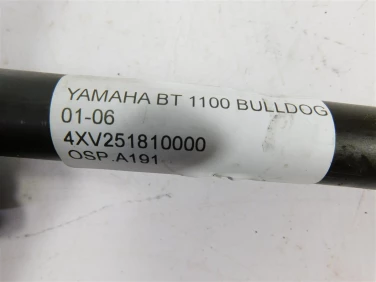 YAMAHA BT 1100 BULLDOG
01-06
4XV251810000
OSP.A191